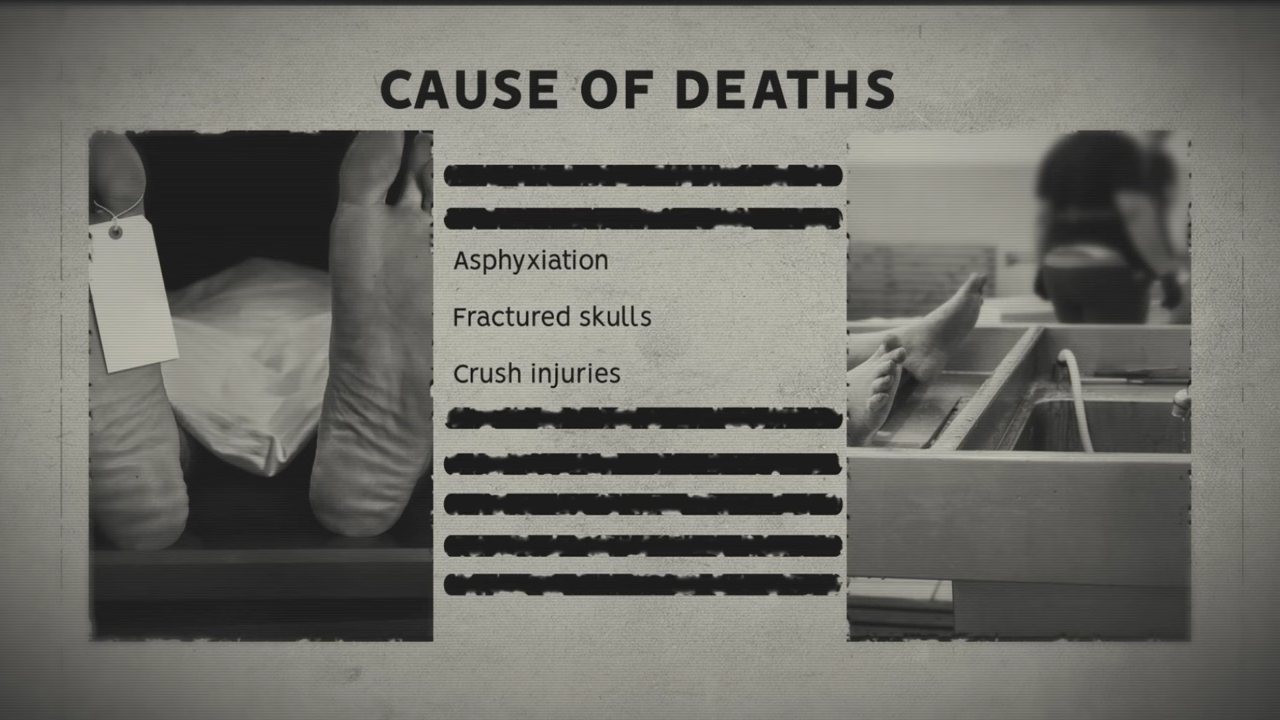 CAUSE OF DEATHS
Asphyxiation
Fractured skulls
Crush injuries